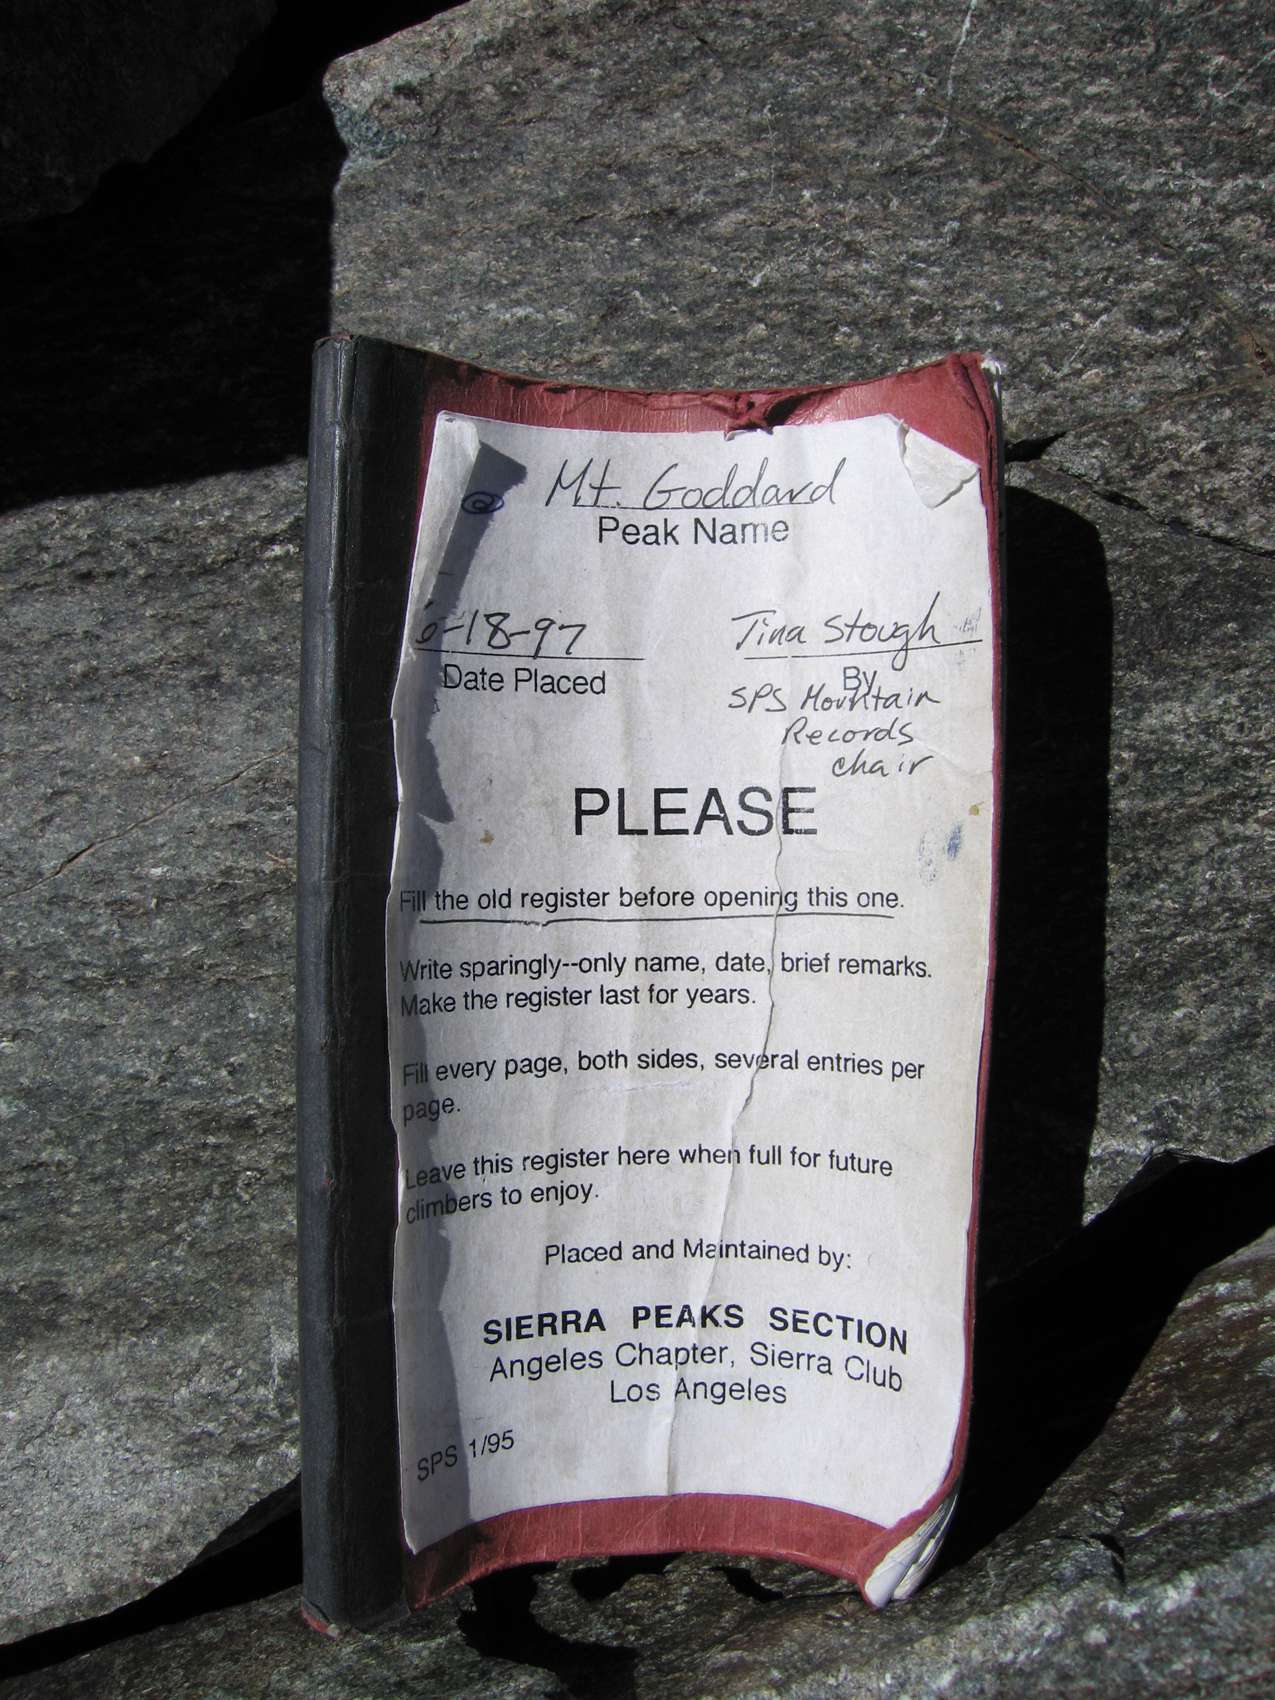 Mt. Goddard
Peak Name
6-18-97
Tina Stough
Date Placed
By
SPS Mountain
Records
chair
PLEASE
Fill the old register before opening this one.
Write sparingly--only name, date, brief remarks.
Make the register last for years.
Fill every page, both sides, several entries per
page.
Leave this register here when full for future
climbers to enjoy.
Placed and Maintained by:
SIERRA PEAKS SECTION
Angeles Chapter, Sierra Club
Los Angeles
SPS 1/95